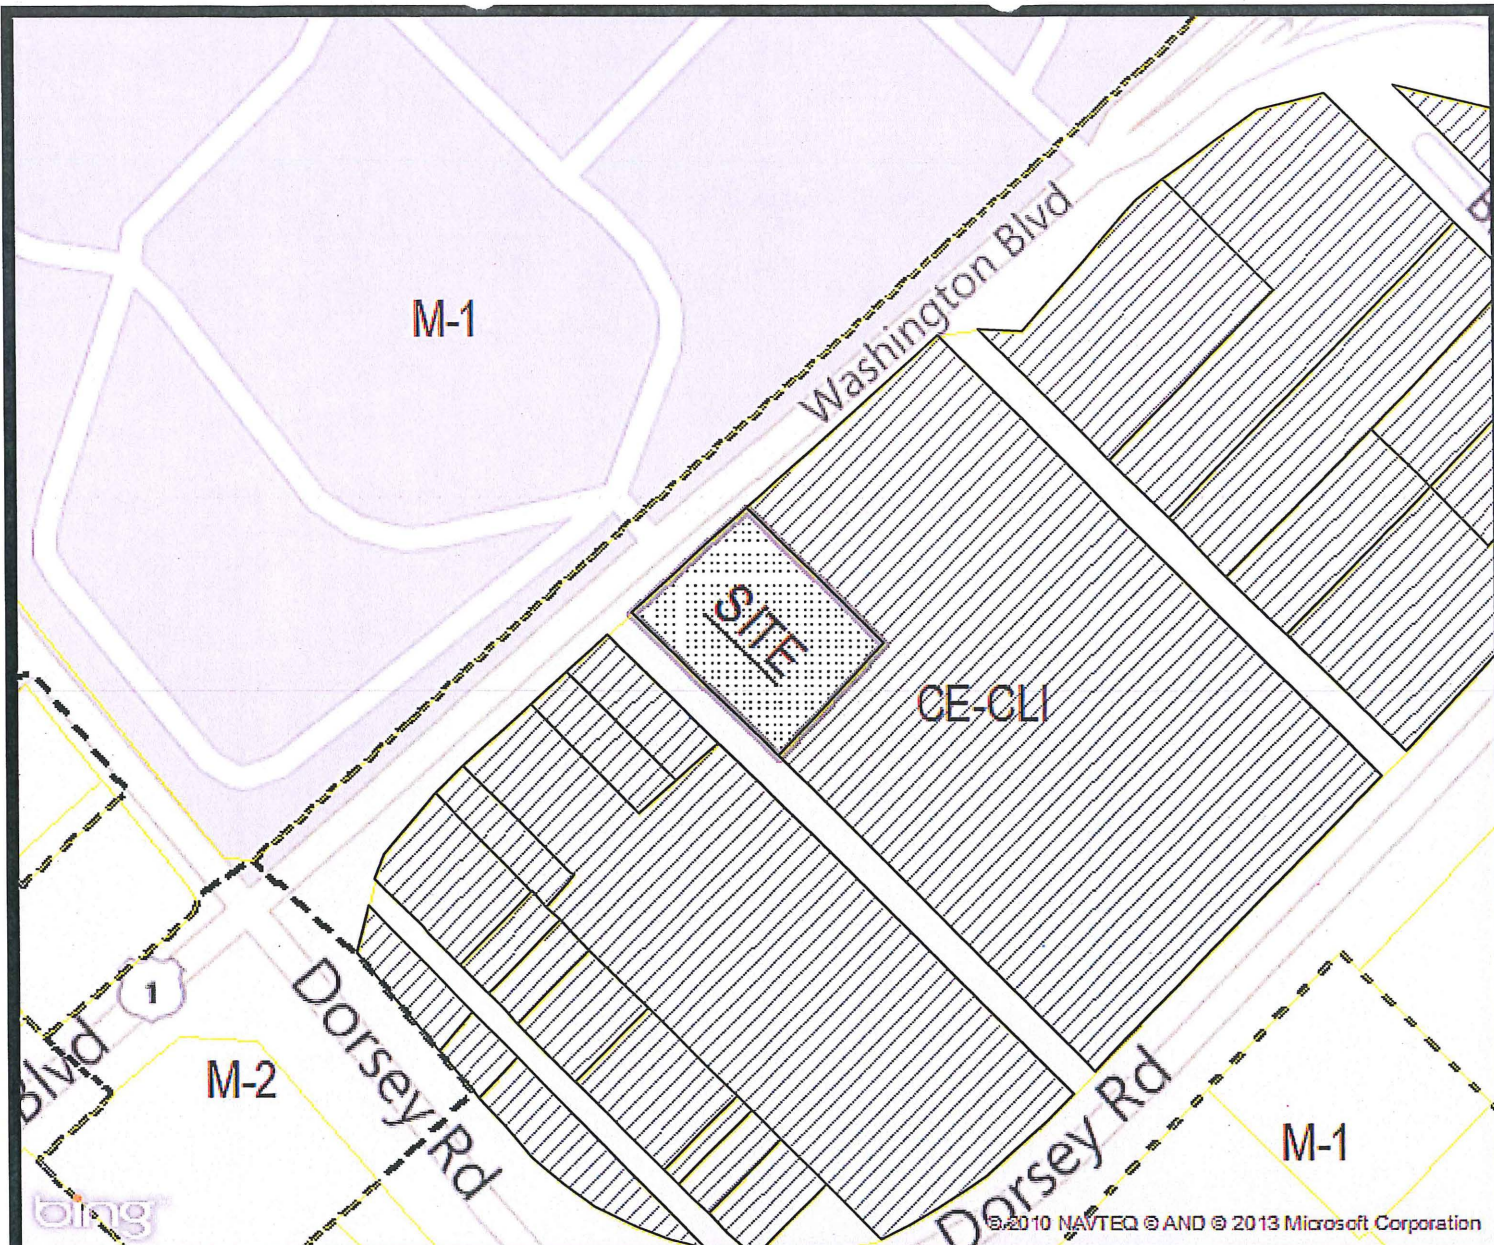 M-1
Washington Blvd
SITE
CE-CLI
1
Blvd
Dorsey Rd
M-2
Dorsey Rd
M-1
bing
© 2010 NAVTEQ © AND © 2013 Microsoft Corporation